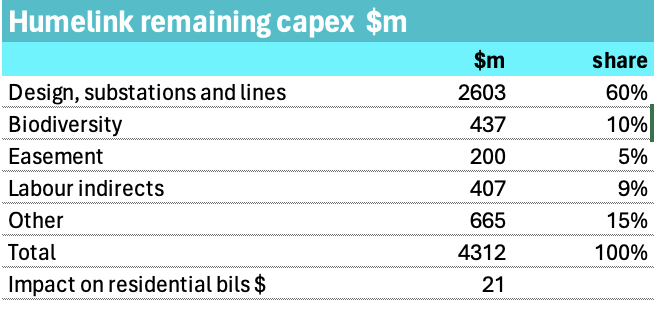 Humelink remaining capex $m
$m share
Design, substations and lines 2603 60%
Biodiversity 437 10%
Easement 200 5%
Labour indirects 407 9%
Other 665 15%
Total 4312 100%
Impact on residential bils $ 21